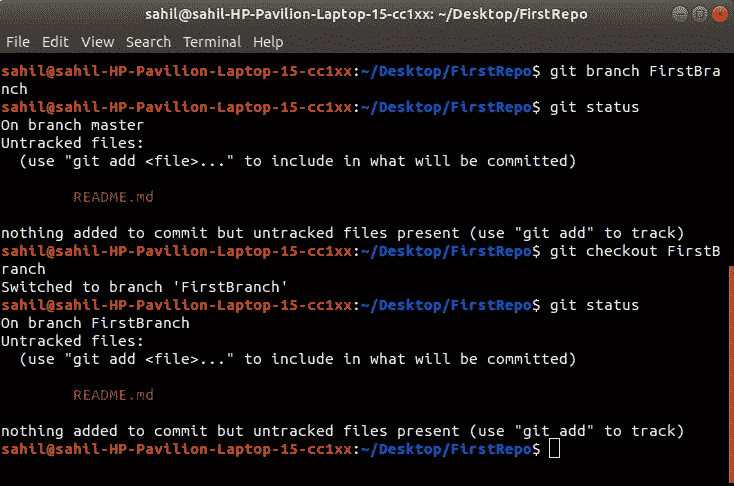 sahil@sahil-HP-Pavilion-Laptop-15-cc1xx: ~/Desktop/FirstRepo
File Edit View Search Terminal Help
sahil@sahil-HP-Pavilion-Laptop-15-cc1xx:~/Desktop/FirstRepo$ git branch FirstBra
nch
sahil@sahil-HP-Pavilion-Laptop-15-cc1xx:~/Desktop/FirstRepo$ git status
On branch master
Untracked files:
  (use "git add <file>..." to include in what will be committed)
        README.md
nothing added to commit but untracked files present (use "git add" to track)
sahil@sahil-HP-Pavilion-Laptop-15-cc1xx:~/Desktop/FirstRepo$ git checkout FirstB
ranch
Switched to branch 'FirstBranch'
sahil@sahil-HP-Pavilion-Laptop-15-cc1xx:~/Desktop/FirstRepo$ git status
On branch FirstBranch
Untracked files:
  (use "git add <file>..." to include in what will be committed)
        README.md
nothing added to commit but untracked files present (use "git add" to track)
sahil@sahil-HP-Pavilion-Laptop-15-cc1xx:~/Desktop/FirstRepo$